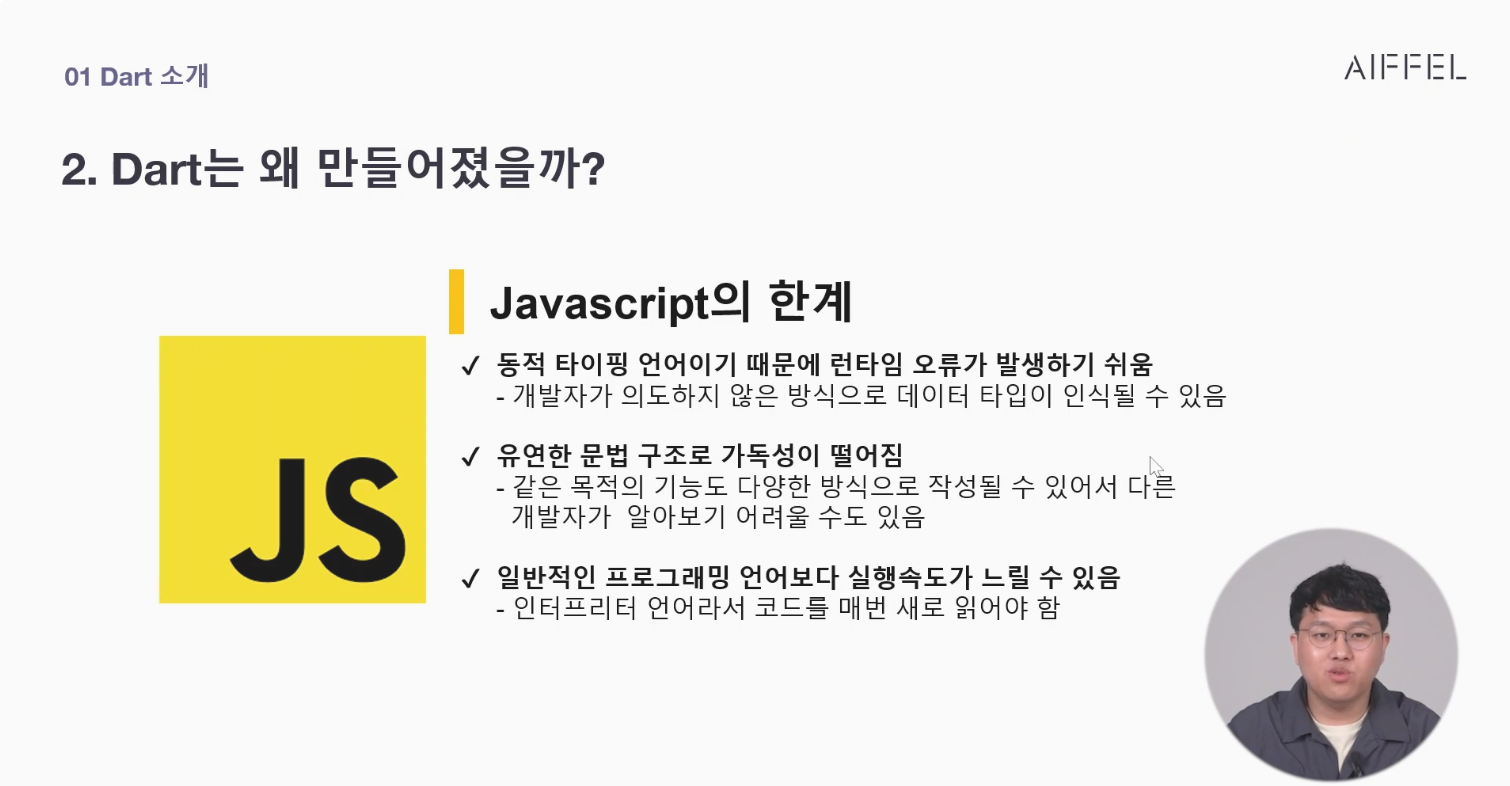 01 Dart 소개
AIFFEL
2. Dart는 왜 만들어졌을까?
Javascript의 한계
JS
✓ 동적 타이핑 언어이기 때문에 런타임 오류가 발생하기 쉬움
- 개발자가 의도하지 않은 방식으로 데이터 타입이 인식될 수 있음
✓ 유연한 문법 구조로 가독성이 떨어짐
- 같은 목적의 기능도 다양한 방식으로 작성될 수 있어서 다른
개발자가 알아보기 어려울 수도 있음
✓ 일반적인 프로그래밍 언어보다 실행속도가 느릴 수 있음
- 인터프리터 언어라서 코드를 매번 새로 읽어야 함